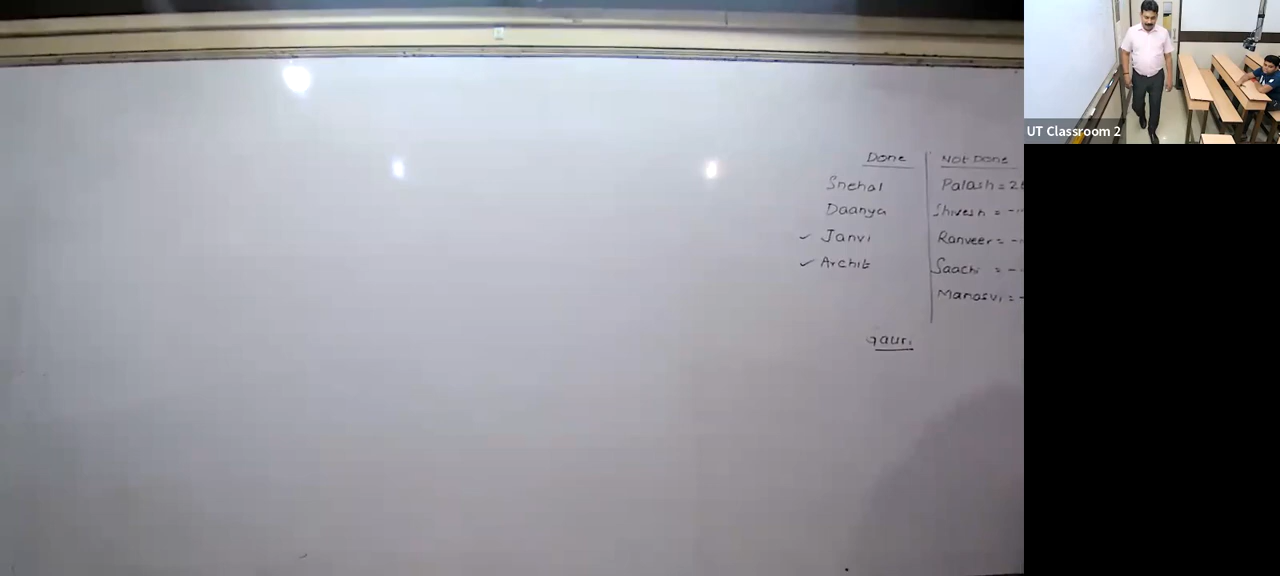 UT Classroom 2
Done | Not Done
Snehal | Palash = 2
Daanya | Shivesh = -
✓ Janvi | Ranveer = -
✓ Archit | Saachi = -
Manasvi = -
Gauri